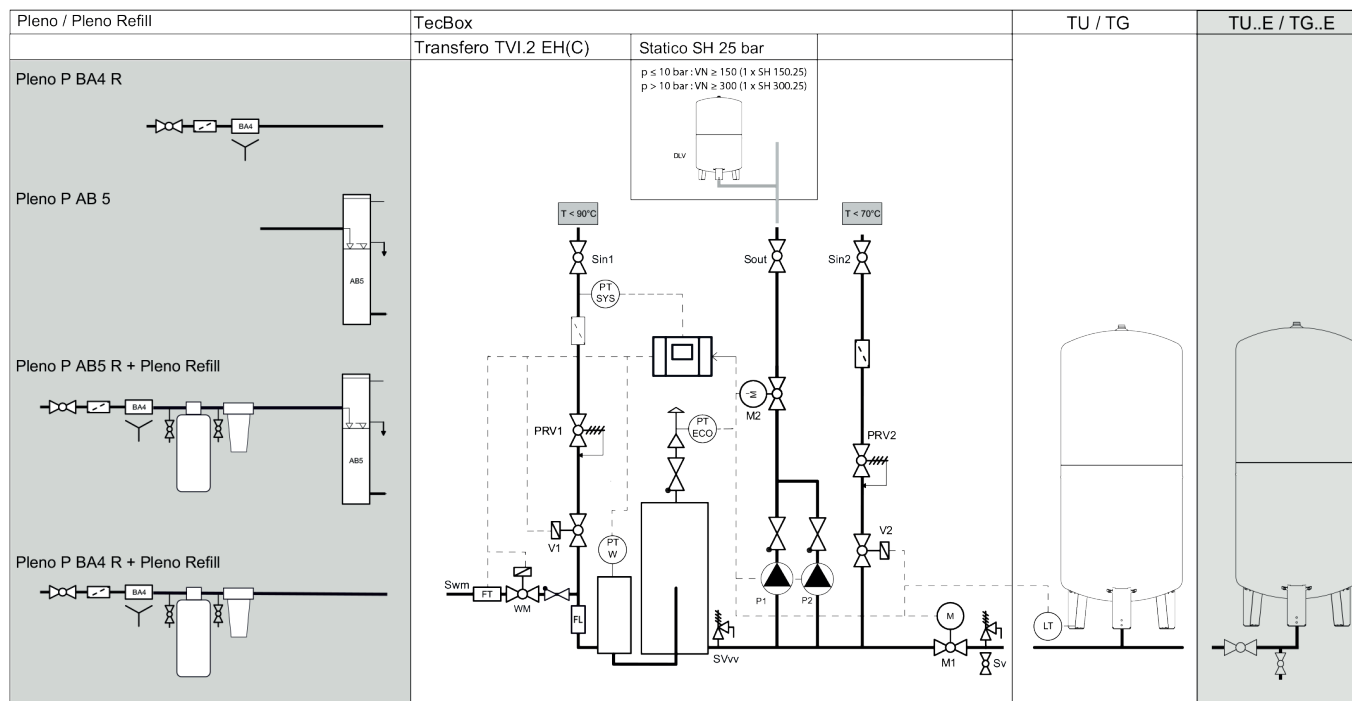 Pleno / Pleno Refill
TecBox
TU / TG
TU..E / TG..E
Transfero TVI.2 EH(C)
Statico SH 25 bar
Pleno P BA4 R
BA4
Pleno P AB 5
AB5
Pleno P AB5 R + Pleno Refill
BA4
AB5
Pleno P BA4 R + Pleno Refill
BA4
p ≤ 10 bar : VN ≥ 150 (1 x SH 150.25)
p > 10 bar : VN ≥ 300 (1 x SH 300.25)
DLV
T < 90°C
T < 70°C
Sin1
Sout
Sin2
PT
SYS
M
M2
PRV1
PT
ECO
PRV2
V1
PT
W
V2
Swm
FT
WM
FL
P1
P2
SVvv
M
M1
Sv
LT